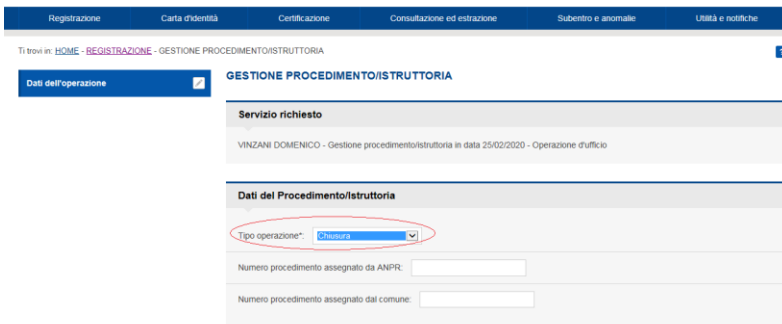 Registrazione Carta d'identità Certificazione Consultazione ed estrazione Subentro e anomalie Utilità e notifiche
Ti trovi in: HOME - REGISTRAZIONE - GESTIONE PROCEDIMENTO/ISTRUTTORIA ?
Dati dell'operazione
GESTIONE PROCEDIMENTO/ISTRUTTORIA
Servizio richiesto
VINZANI DOMENICO - Gestione procedimento/istruttoria in data 25/02/2020 - Operazione d'ufficio
Dati del Procedimento/Istruttoria
Tipo operazione*: Chiusura
Numero procedimento assegnato da ANPR:
Numero procedimento assegnato dal comune: